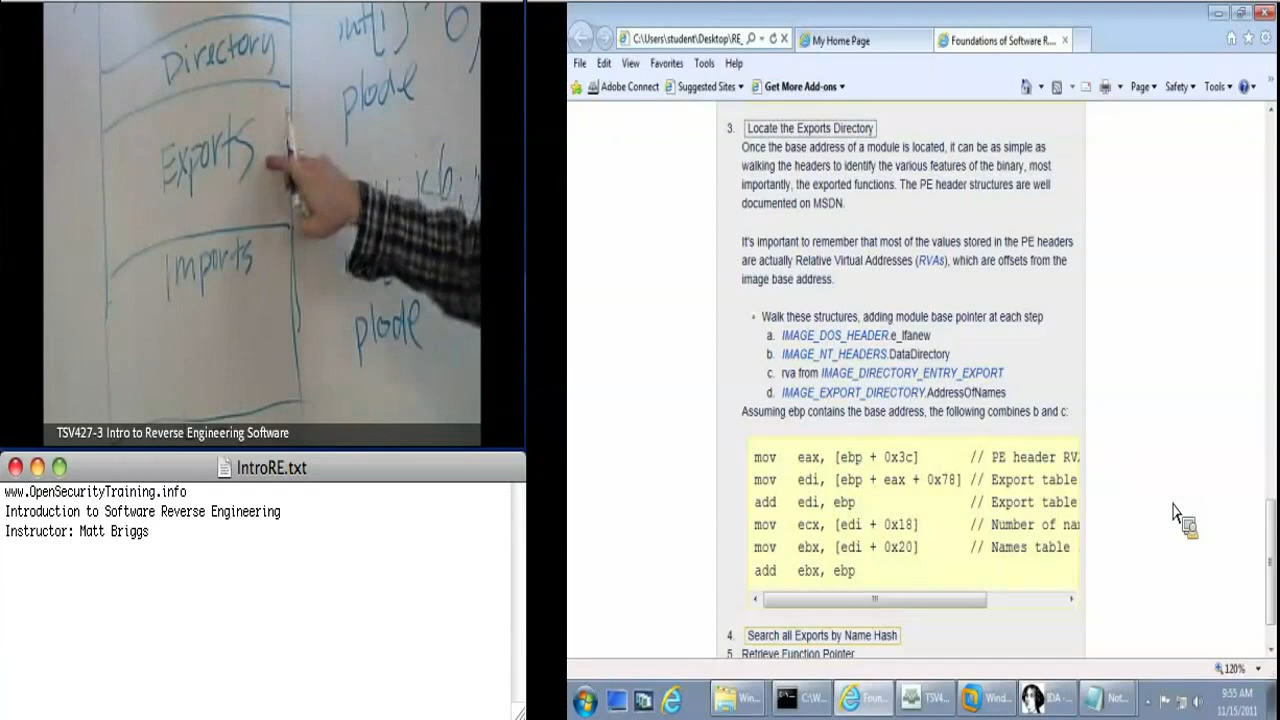 Directory
Exports
Imports
plode
plode
TSV427-3 Intro to Reverse Engineering Software
IntroRE.txt
www.OpenSecurityTraining.info
Introduction to Software Reverse Engineering
Instructor: Matt Briggs
C:\Users\student\Desktop\RE_
My Home Page
Foundations of Software R...
File Edit View Favorites Tools Help
Adobe Connect Suggested Sites Get More Add-ons
Page Safety Tools
3. Locate the Exports Directory
Once the base address of a module is located, it can be as simple as
walking the headers to identify the various features of the binary, most
importantly, the exported functions. The PE header structures are well
documented on MSDN.
It's important to remember that most of the values stored in the PE headers
are actually Relative Virtual Addresses (RVAs), which are offsets from the
image base address.
• Walk these structures, adding module base pointer at each step
a. IMAGE_DOS_HEADER.e_lfanew
b. IMAGE_NT_HEADERS.DataDirectory
c. rva from IMAGE_DIRECTORY_ENTRY_EXPORT
d. IMAGE_EXPORT_DIRECTORY.AddressOfNames
Assuming ebp contains the base address, the following combines b and c:
mov eax, [ebp + 0x3c] // PE header RV
mov edi, [ebp + eax + 0x78] // Export table
add edi, ebp // Export table
mov ecx, [edi + 0x18] // Number of na
mov ebx, [edi + 0x20] // Names table
add ebx, ebp
4. Search all Exports by Name Hash
5. Retrieve Function Pointer
120%
Win... C:\W... Foun... TSV4... Wind... IDA -... Not...
9:55 AM
11/15/2011